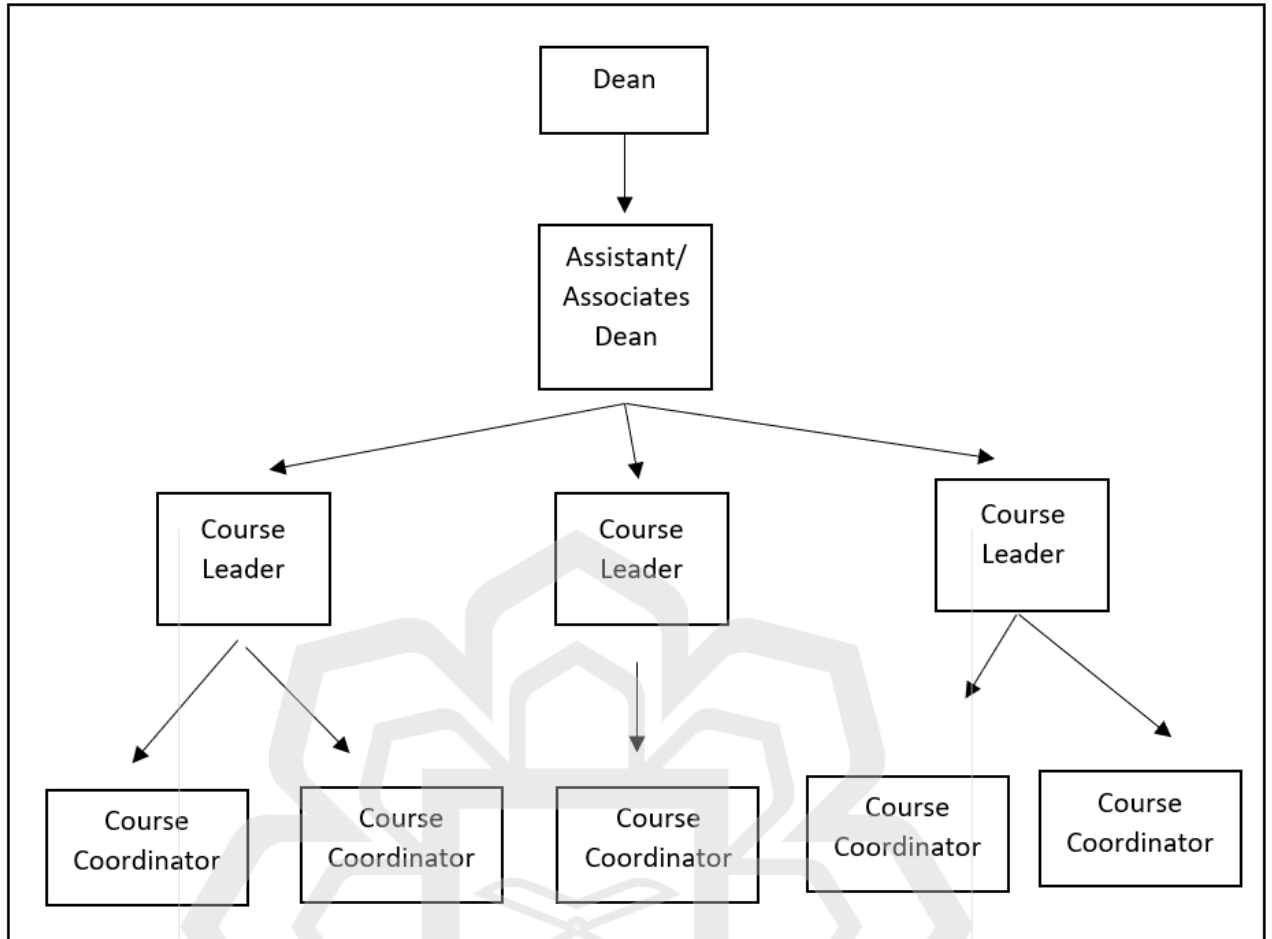 Dean
Assistant/
Associates
Dean
Course
Leader
Course
Leader
Course
Leader
Course
Coordinator
Course
Coordinator
Course
Coordinator
Course
Coordinator
Course
Coordinator